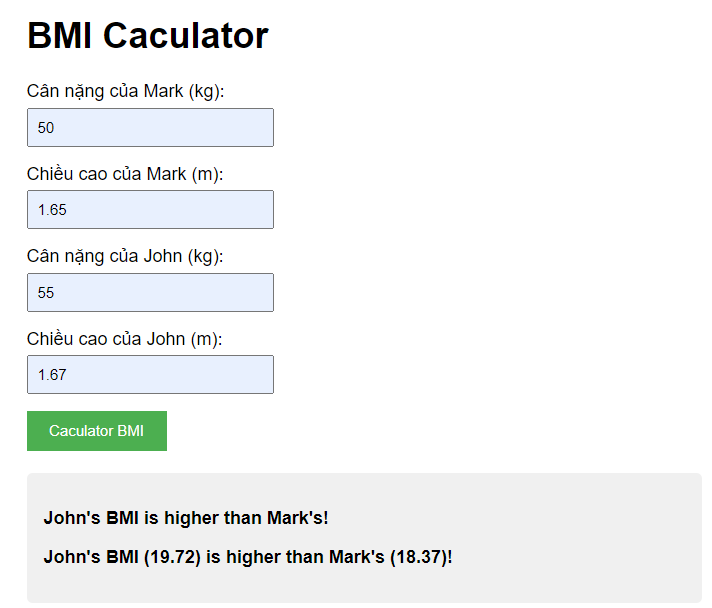 BMI Caculator
Cân nặng của Mark (kg):
50
Chiều cao của Mark (m):
1.65
Cân nặng của John (kg):
55
Chiều cao của John (m):
1.67
Caculator BMI
John's BMI is higher than Mark's!
John's BMI (19.72) is higher than Mark's (18.37)!